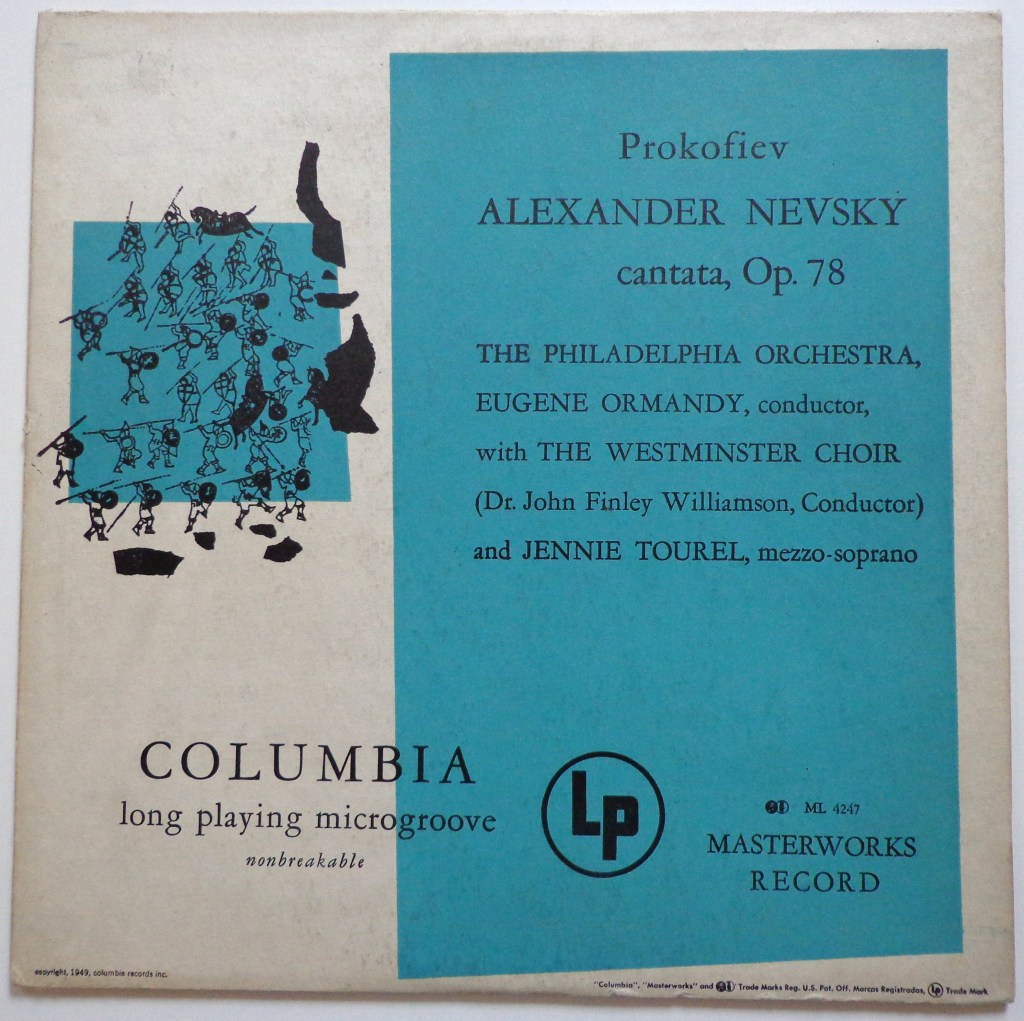 Prokofiev
ALEXANDER NEVSKY
cantata, Op. 78
THE PHILADELPHIA ORCHESTRA,
EUGENE ORMANDY, conductor,
with THE WESTMINSTER CHOIR
(Dr. John Finley Williamson, Conductor)
and JENNIE TOUREL, mezzo-soprano
COLUMBIA
long playing microgroove
nonbreakable
LP
ML 4247
MASTERWORKS
RECORD
copyright, 1949, columbia records inc.
"Columbia", "Masterworks" and Trade Marks Reg. U.S. Pat. Off. Marcas Registradas, LP Trade Mark